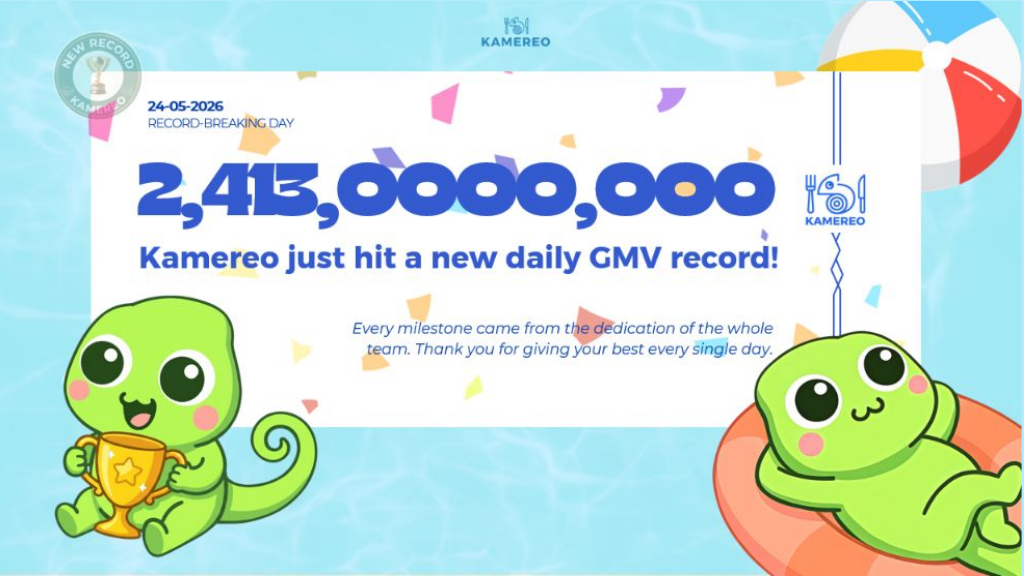 KAMEREO
NEW RECORD
KAMEREO
24-05-2026
RECORD-BREAKING DAY
2,413,0000,000
KAMEREO
Kamereo just hit a new daily GMV record!
Every milestone came from the dedication of the whole
team. Thank you for giving your best every single day.